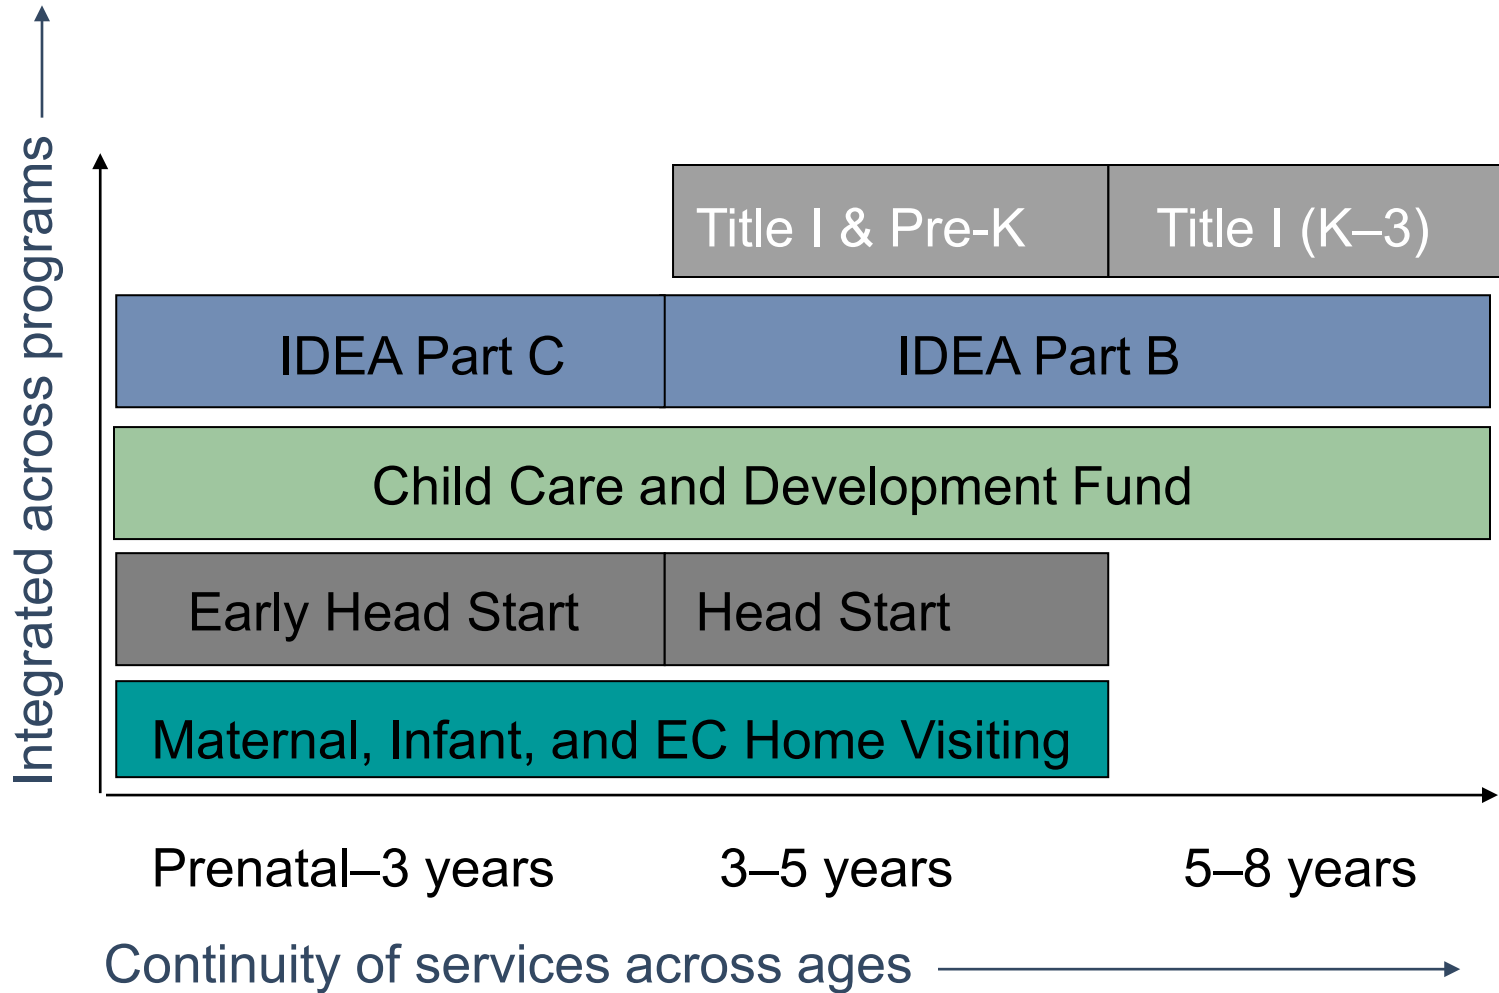 Integrated across programs
Title I & Pre-K
Title I (K–3)
IDEA Part C
IDEA Part B
Child Care and Development Fund
Early Head Start
Head Start
Maternal, Infant, and EC Home Visiting
Prenatal–3 years
3–5 years
5–8 years
Continuity of services across ages